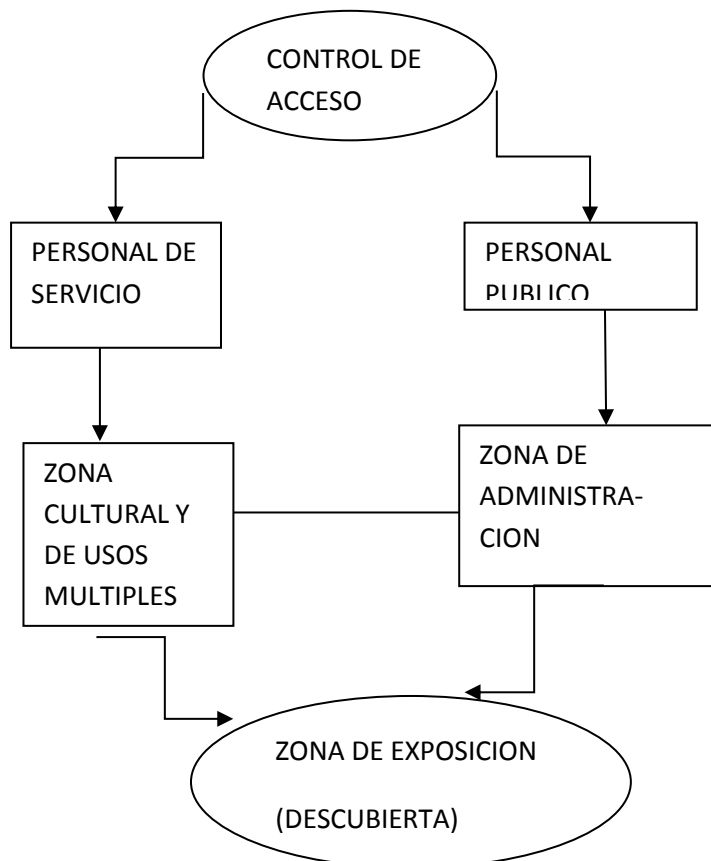 CONTROL DE
ACCESO
PERSONAL DE
SERVICIO
PERSONAL
PUBLICO
ZONA
CULTURAL Y
DE USOS
MULTIPLES
ZONA DE
ADMINISTRA-
CION
ZONA DE EXPOSICION
(DESCUBIERTA)